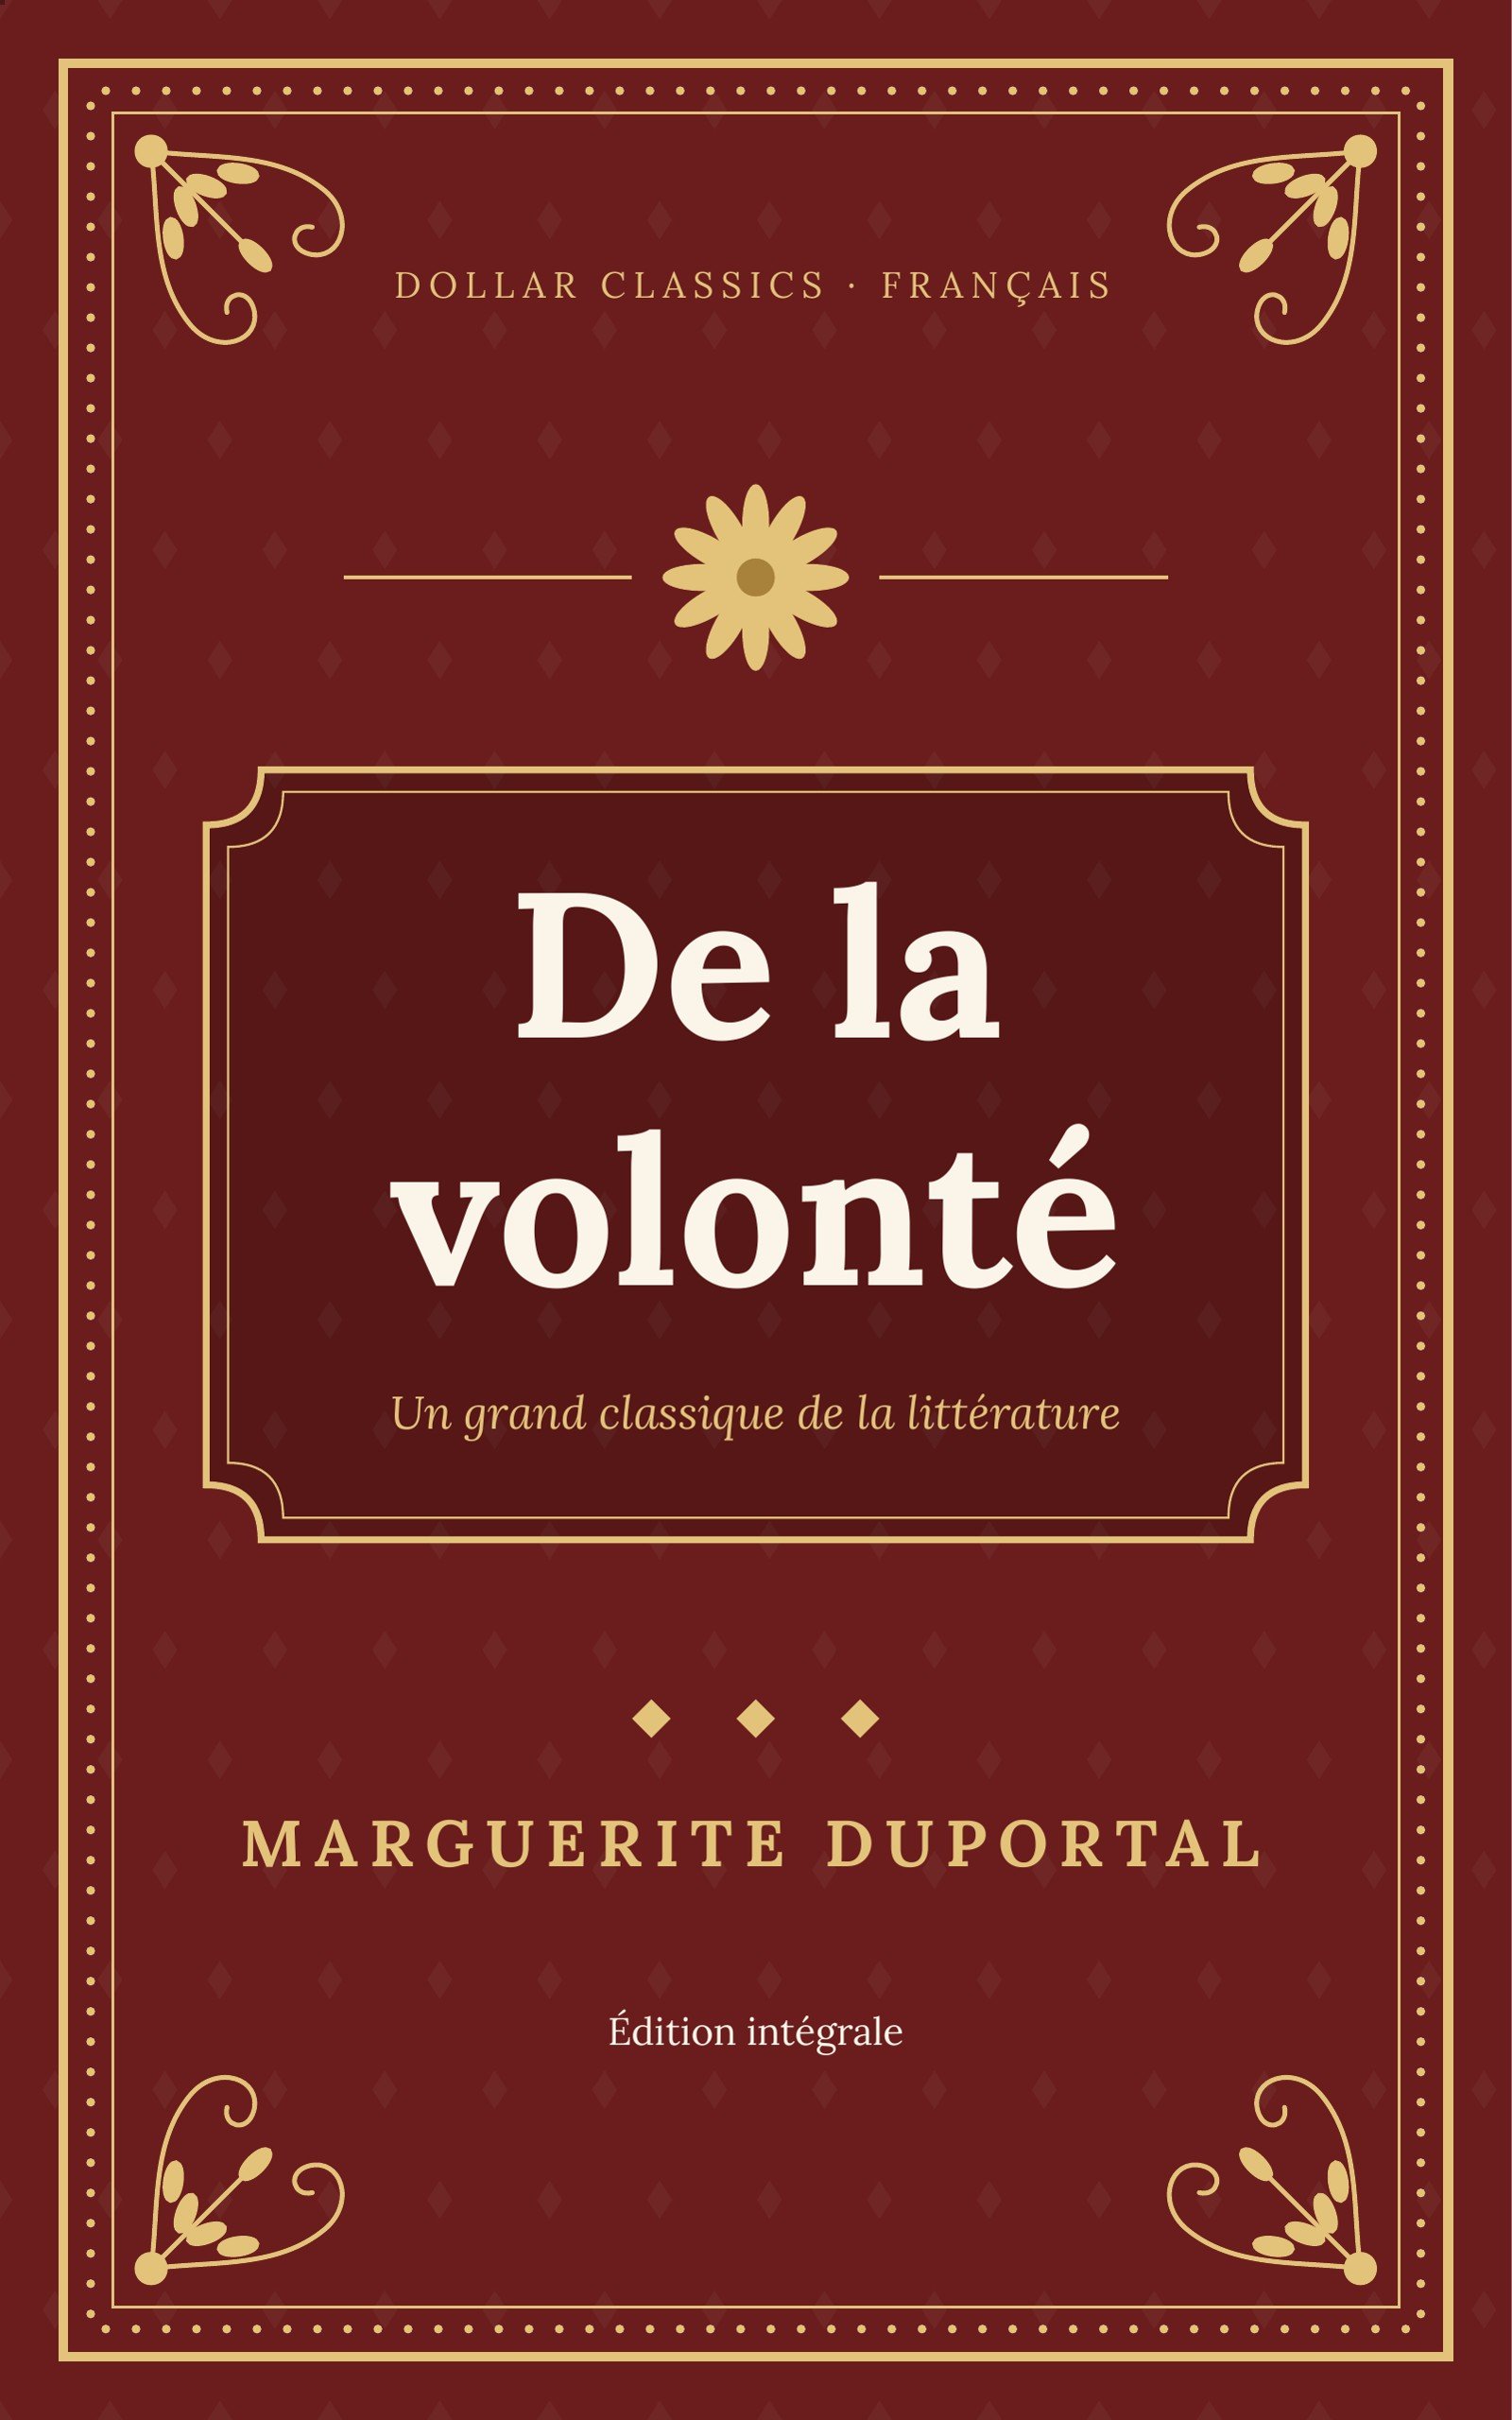 DOLLAR CLASSICS · FRANÇAIS
De la
volonté
Un grand classique de la littérature
MARGUERITE DUPORTAL
Édition intégrale